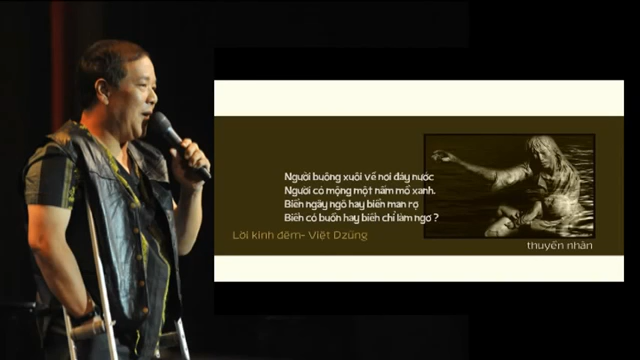 Người buông xuôi về nơi đáy nước
Người có mộng một nấm mồ xanh.
Biển ngây ngô hay biển man rợ
Biển có buồn hay biển chỉ làm ngơ ?
Lời kinh đêm- Việt Dzũng
thuyền nhân